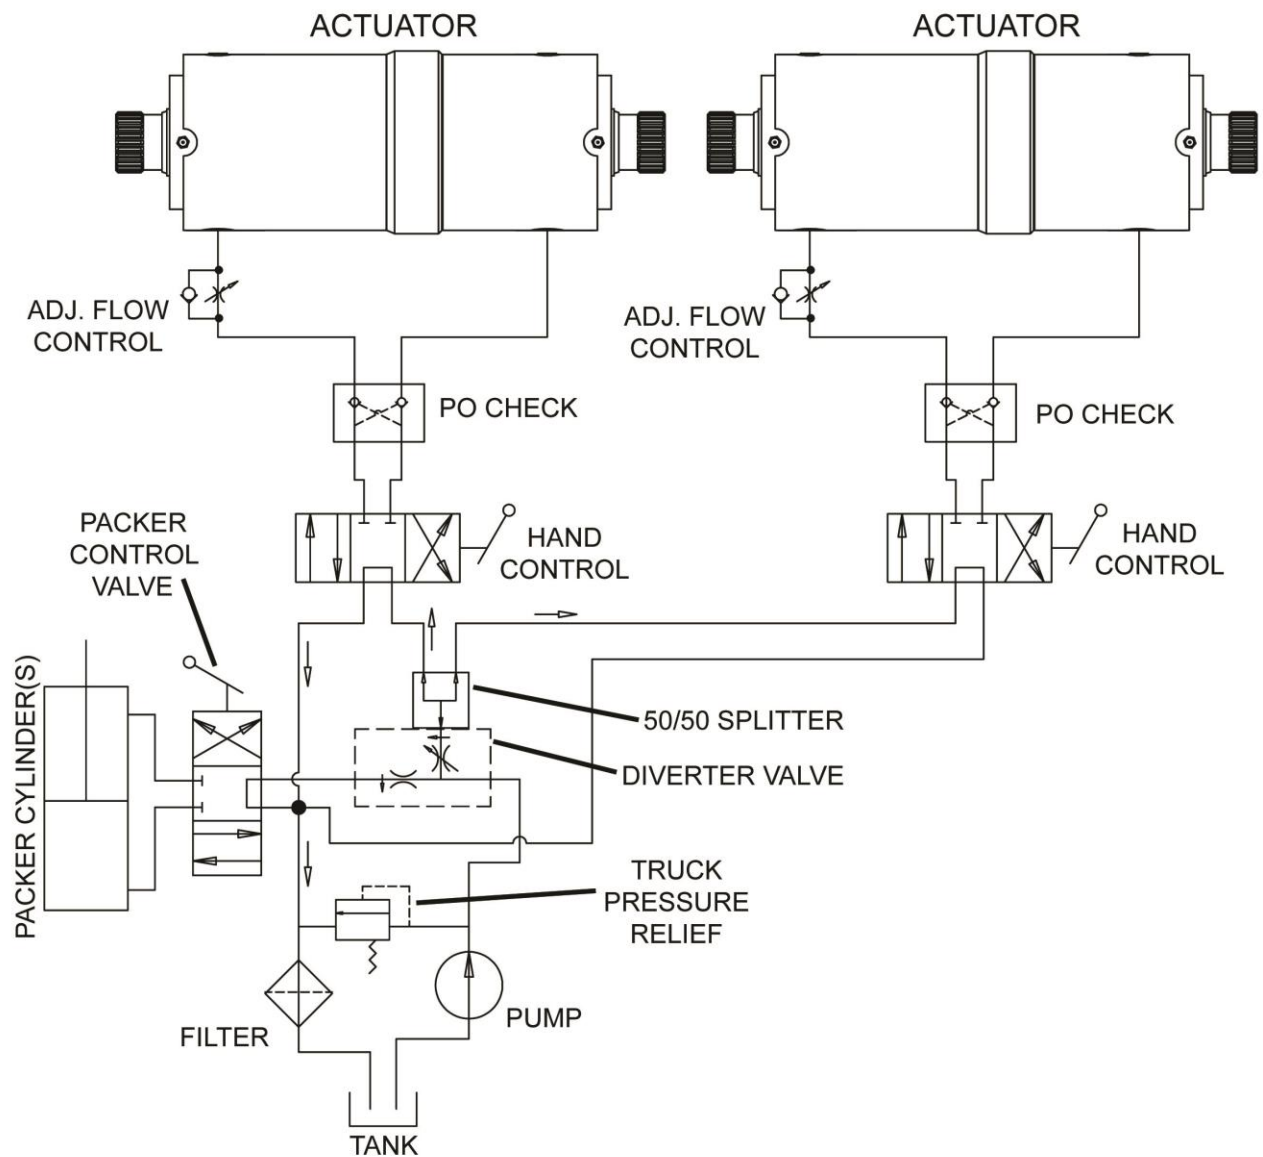 ACTUATOR
ACTUATOR
ADJ. FLOW
CONTROL
ADJ. FLOW
CONTROL
PO CHECK
PO CHECK
PACKER
CONTROL
VALVE
HAND
CONTROL
HAND
CONTROL
PACKER CYLINDER(S)
50/50 SPLITTER
DIVERTER VALVE
TRUCK
PRESSURE
RELIEF
FILTER
PUMP
TANK